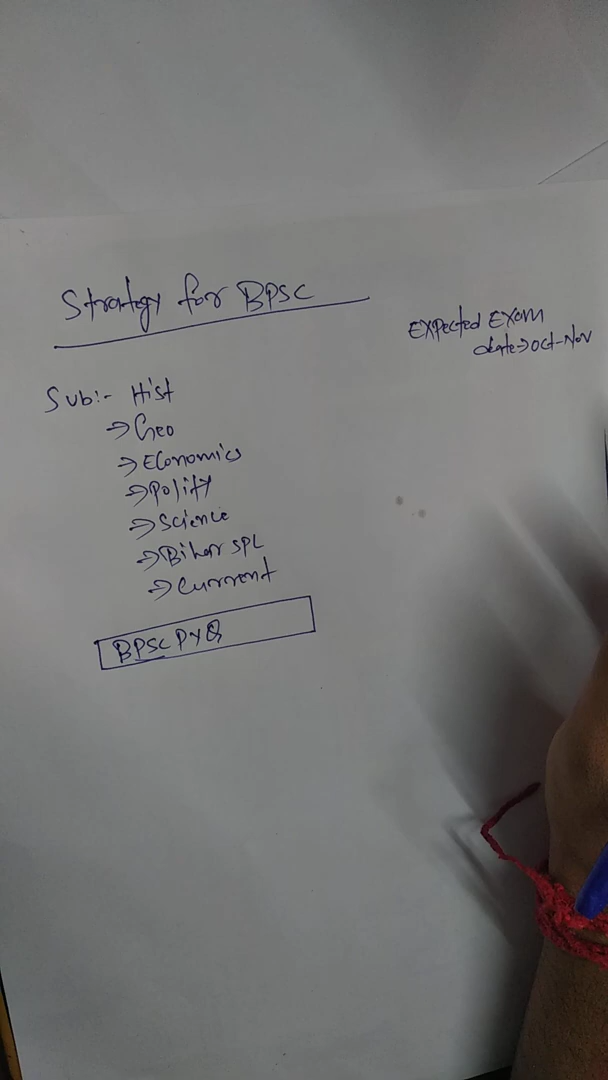 Strategy for BPSC
Expected Exam
date→Oct-Nov
Sub:- Hist
→Geo
→Economics
→Polity
→Science
→Bihar SPL
→Current
BPSC PYQ